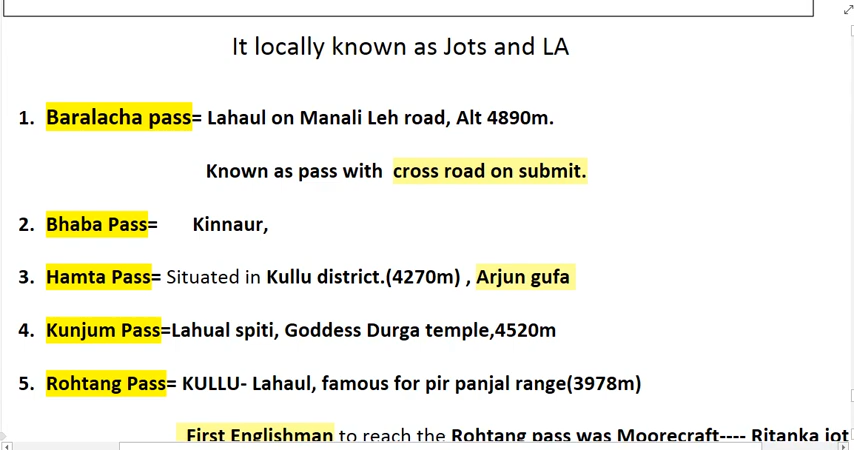 It locally known as Jots and LA
1. Baralacha pass= Lahaul on Manali Leh road, Alt 4890m.
Known as pass with cross road on submit.
2. Bhaba Pass= Kinnaur,
3. Hamta Pass= Situated in Kullu district.(4270m) , Arjun gufa
4. Kunjum Pass=Lahual spiti, Goddess Durga temple,4520m
5. Rohtang Pass= KULLU- Lahaul, famous for pir panjal range(3978m)
First Englishman to reach the Rohtang pass was Moorecraft---- Ritanka jot